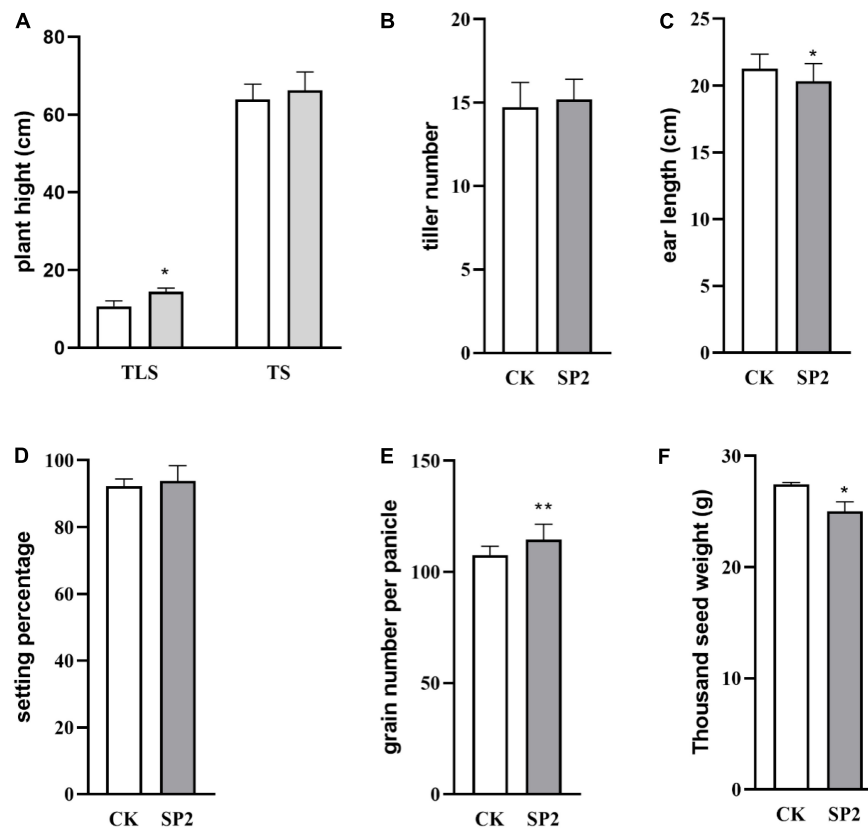 A
plant hight (cm)
80
60
40
20
0
*
TLS TS
B
tiller number
20
15
10
5
0
CK SP2
C
ear length (cm)
25
20
15
20
5
0
*
CK SP2
D
setting percentage
100
80
60
40
20
0
CK SP2
E
grain number per panicle
150
100
50
0
**
CK SP2
F
Thousand seed weight (g)
30
20
10
0
*
CK SP2